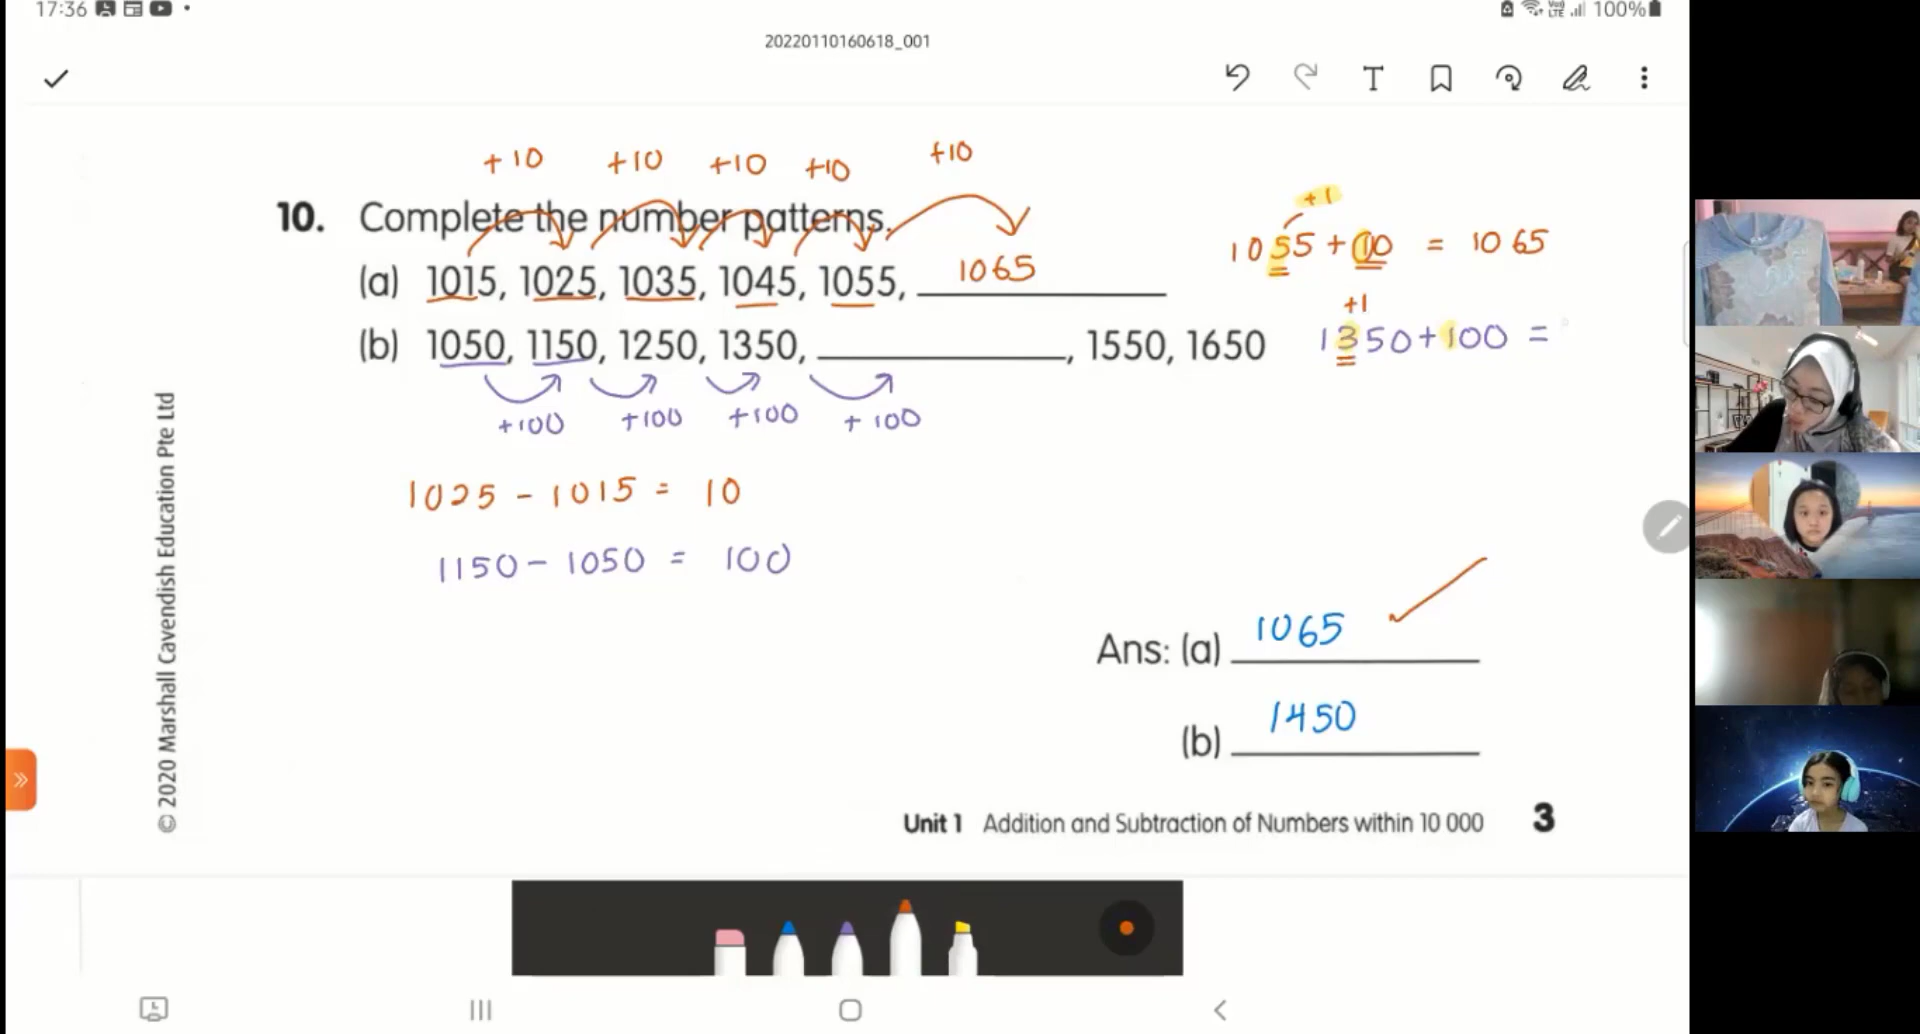 17:36
100%
20220110160618_001
T
+10 +10 +10 +10 +10
10. Complete the number patterns.
(a) 1015, 1025, 1035, 1045, 1055, 1065
(b) 1050, 1150, 1250, 1350, ____________, 1550, 1650
+100 +100 +100 +100
+1
1055 + 10 = 1065
+1
1350 + 100 =
1025 - 1015 = 10
1150 - 1050 = 100
Ans: (a) 1065
(b) 1450
© 2020 Marshall Cavendish Education Pte Ltd
Unit 1 Addition and Subtraction of Numbers within 10 000 3